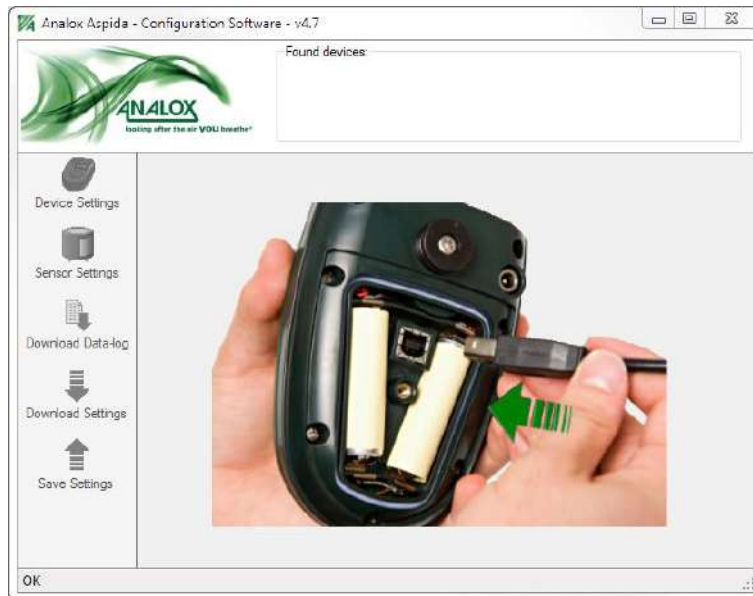 Analox Aspida - Configuration Software - v4.7
Found devices:
ANALOX
looking after the air YOU breathe®
Device Settings
Sensor Settings
Download Data-log
Download Settings
Save Settings
OK